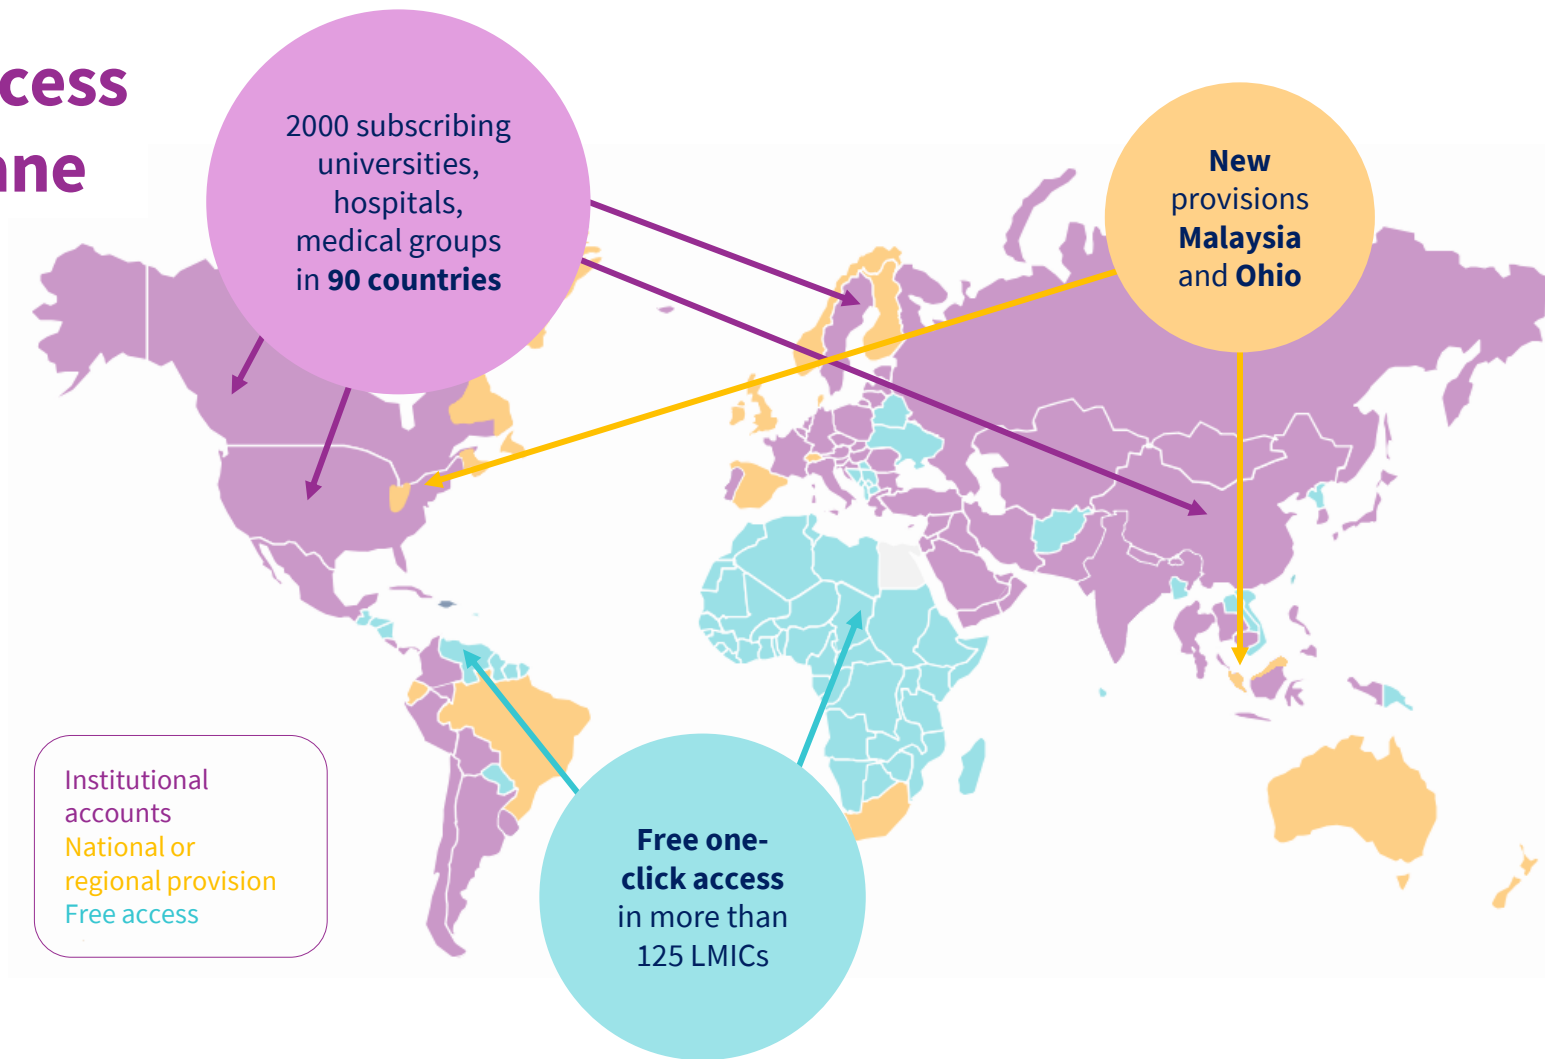 cess
ane
2000 subscribing
universities,
hospitals,
medical groups
in 90 countries
New
provisions
Malaysia
and Ohio
Institutional
accounts
National or
regional provision
Free access
Free one-
click access
in more than
125 LMICs